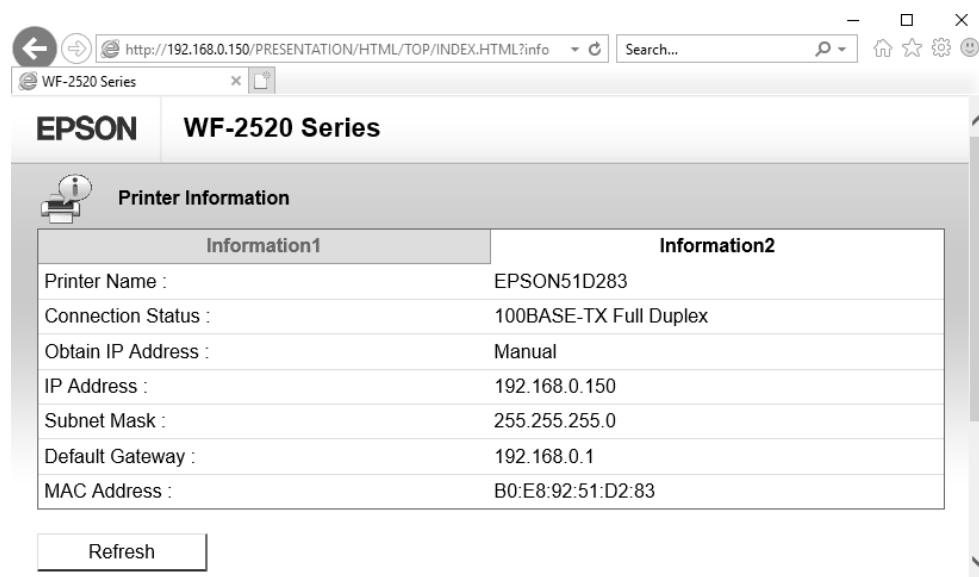 http://192.168.0.150/PRESENTATION/HTML/TOP/INDEX.HTML?info Search...
WF-2520 Series
EPSON WF-2520 Series
Printer Information
Information1 Information2
Printer Name : EPSON51D283
Connection Status : 100BASE-TX Full Duplex
Obtain IP Address : Manual
IP Address : 192.168.0.150
Subnet Mask : 255.255.255.0
Default Gateway : 192.168.0.1
MAC Address : B0:E8:92:51:D2:83
Refresh